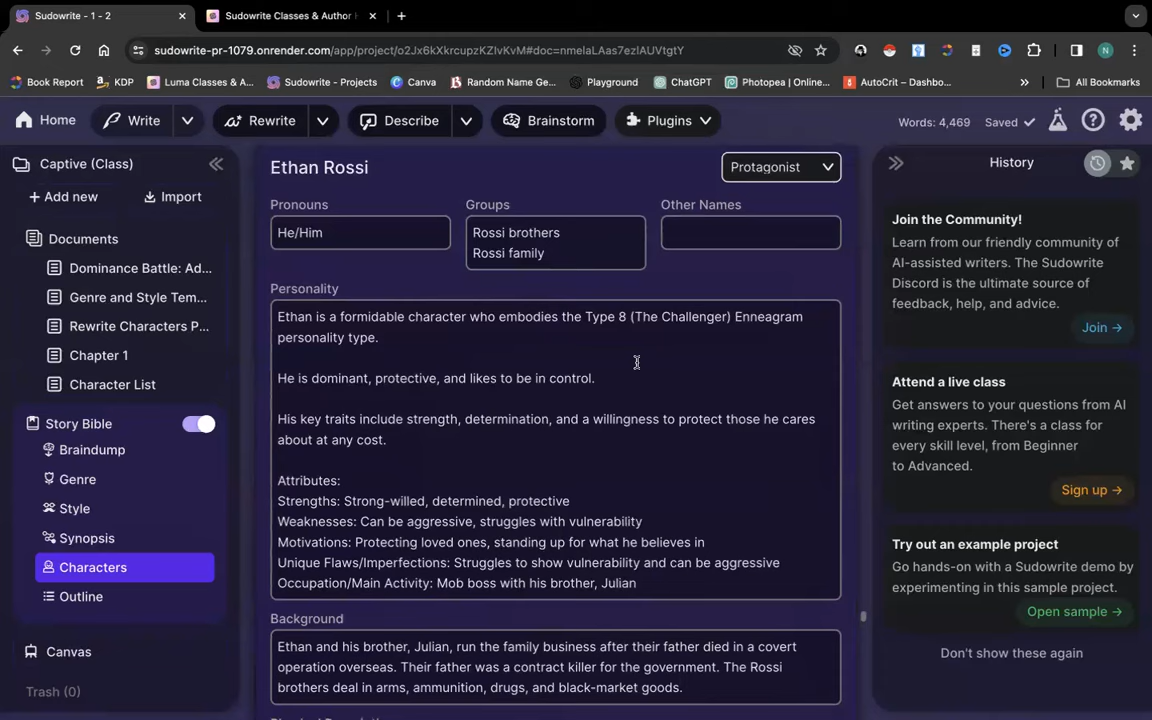 Sudowrite - 1 - 2
Sudowrite Classes & Author
sudowrite-pr-1079.onrender.com/app/project/o2Jx6kXkrcupzKZIvKvM#doc=nmelaLAas7ezlAUVtgtY
N
Book Report
KDP
Luma Classes & A...
Sudowrite - Projects
Canva
Random Name Ge...
Playground
ChatGPT
Photopea | Online...
AutoCrit – Dashbo...
All Bookmarks
Home
Write
Rewrite
Describe
Brainstorm
Plugins
Words: 4,469
Saved
Captive (Class)
+ Add new
Import
Documents
Dominance Battle: Ad...
Genre and Style Tem...
Rewrite Characters P...
Chapter 1
Character List
Story Bible
Braindump
Genre
Style
Synopsis
Characters
Outline
Canvas
Trash (0)
Ethan Rossi
Protagonist
Pronouns
Groups
Other Names
He/Him
Rossi brothers
Rossi family
Personality
Ethan is a formidable character who embodies the Type 8 (The Challenger) Enneagram
personality type.
He is dominant, protective, and likes to be in control.
His key traits include strength, determination, and a willingness to protect those he cares
about at any cost.
Attributes:
Strengths: Strong-willed, determined, protective
Weaknesses: Can be aggressive, struggles with vulnerability
Motivations: Protecting loved ones, standing up for what he believes in
Unique Flaws/Imperfections: Struggles to show vulnerability and can be aggressive
Occupation/Main Activity: Mob boss with his brother, Julian
Background
Ethan and his brother, Julian, run the family business after their father died in a covert
operation overseas. Their father was a contract killer for the government. The Rossi
brothers deal in arms, ammunition, drugs, and black-market goods.
History
Join the Community!
Learn from our friendly community of
AI-assisted writers. The Sudowrite
Discord is the ultimate source of
feedback, help, and advice.
Join →
Attend a live class
Get answers to your questions from AI
writing experts. There's a class for
every skill level, from Beginner
to Advanced.
Sign up →
Try out an example project
Go hands-on with a Sudowrite demo by
experimenting in this sample project.
Open sample →
Don't show these again